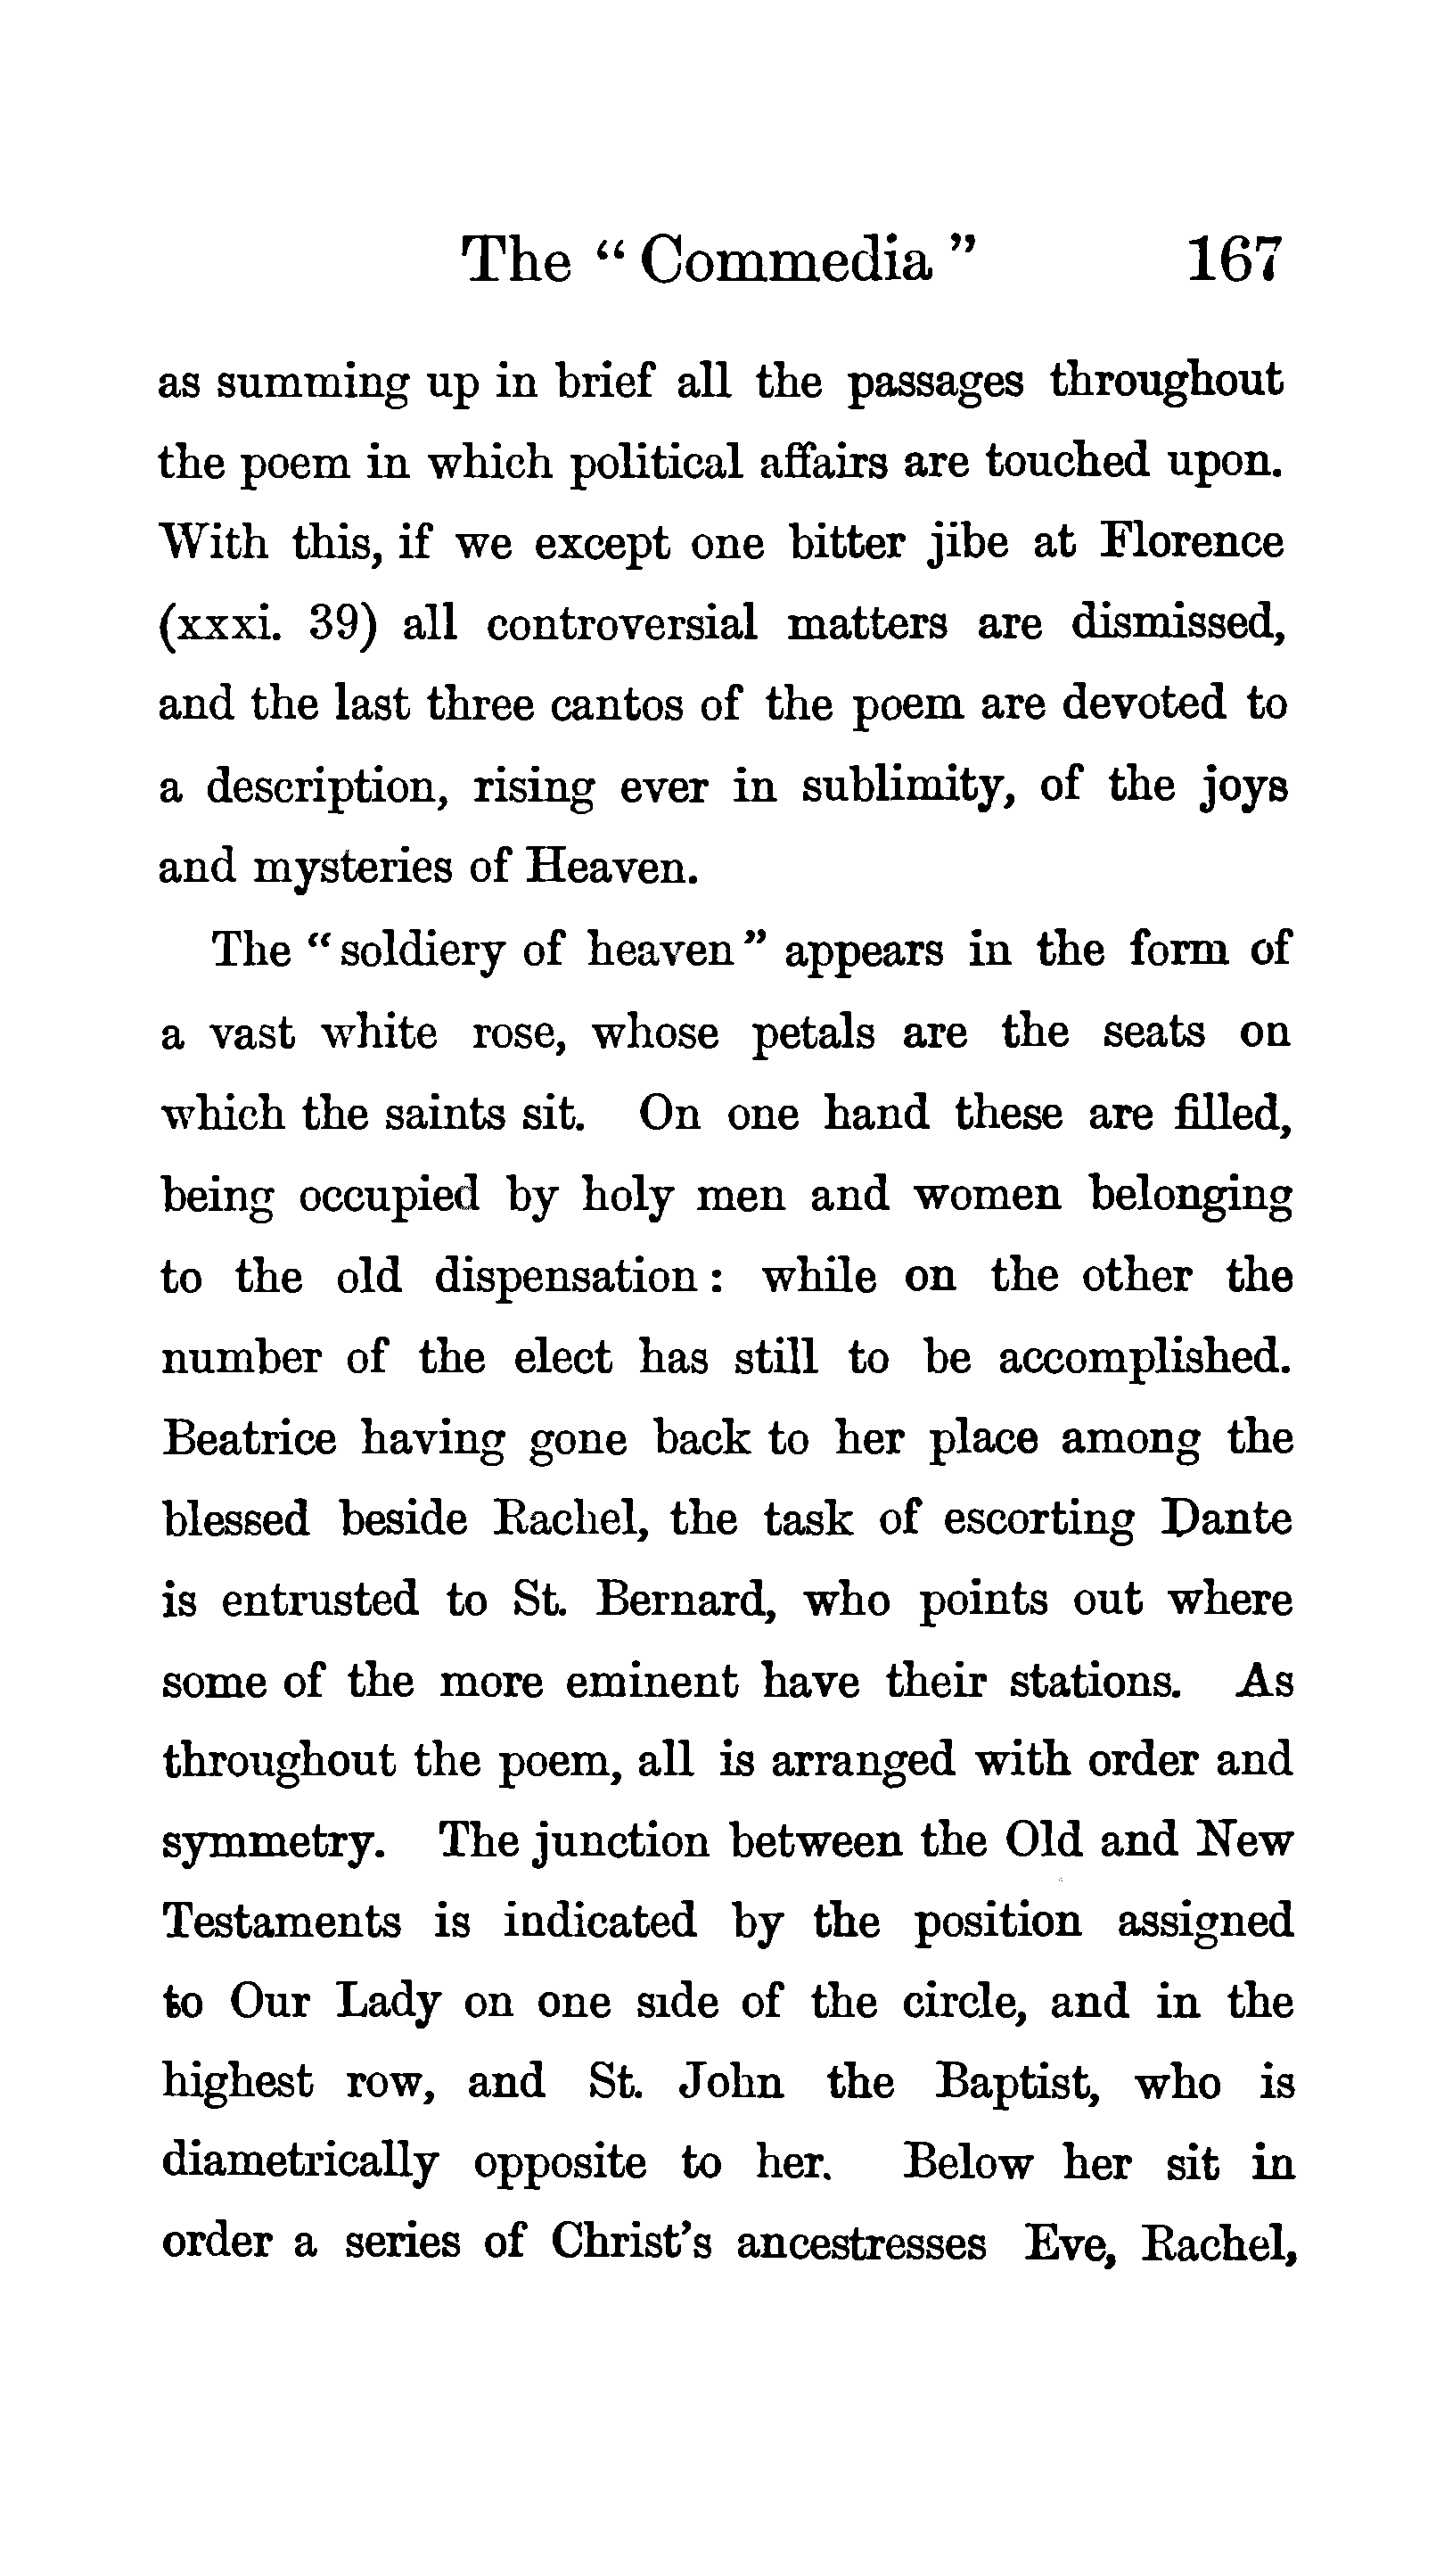 The “ Commedia ” 167
as summing up in brief all the passages throughout
the poem in which political affairs are touched upon.
With this, if we except one bitter jibe at Florence
(xxxi. 39) all controversial matters are dismissed,
and the last three cantos of the poem are devoted to
a description, rising ever in sublimity, of the joys
and mysteries of Heaven.
The “ soldiery of heaven ” appears in the form of
a vast white rose, whose petals are the seats on
which the saints sit. On one hand these are filled,
being occupied by holy men and women belonging
to the old dispensation : while on the other the
number of the elect has still to be accomplished.
Beatrice having gone back to her place among the
blessed beside Rachel, the task of escorting Dante
is entrusted to St. Bernard, who points out where
some of the more eminent have their stations. As
throughout the poem, all is arranged with order and
symmetry. The junction between the Old and New
Testaments is indicated by the position assigned
to Our Lady on one side of the circle, and in the
highest row, and St. John the Baptist, who is
diametrically opposite to her. Below her sit in
order a series of Christ’s ancestresses Eve, Rachel,